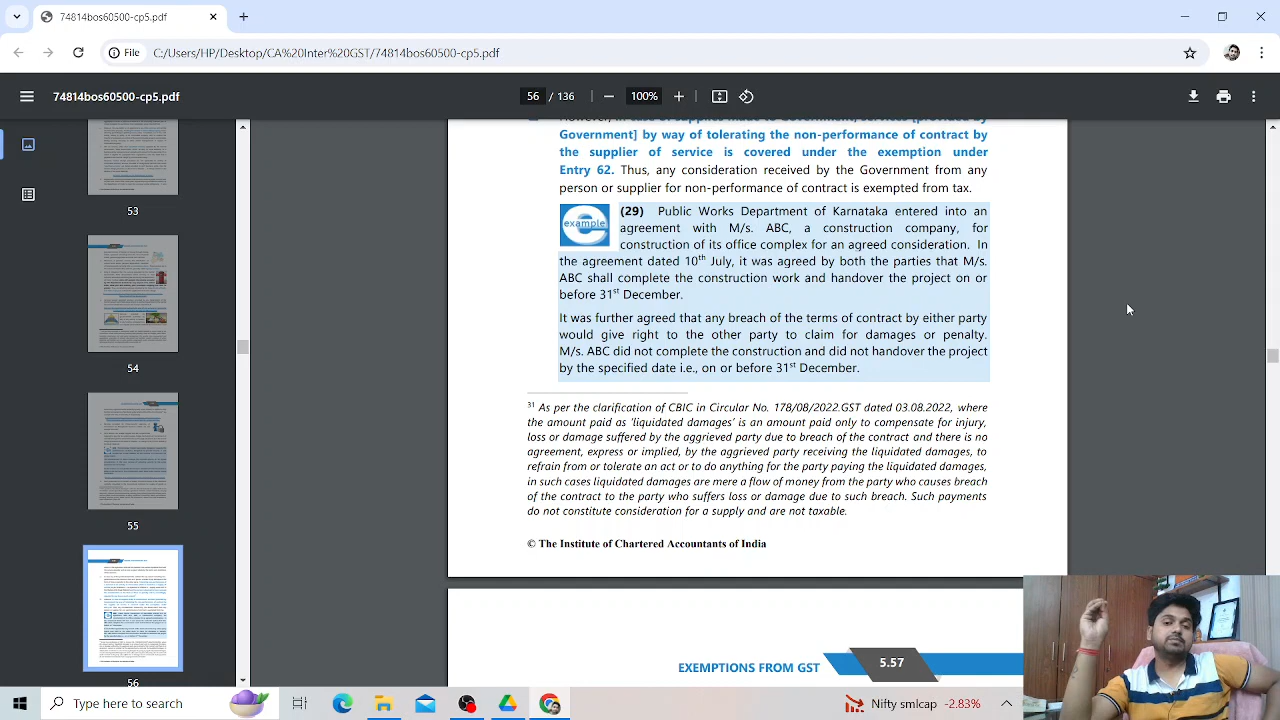 74814bos60500-cp5.pdf
File C:/Users/HP/Desktop/CA%20Inter%20GST/74814bos60500-cp5.pdf
74814bos60500-cp5.pdf
56 / 136
100%
Government] by way of tolerating the non-performance of contract by
the supplier of service is covered under the exemption under
Entry 62. Thus, any consideration received by the Government from any
person or supplier for non-performance of contract is exempted from tax.
example
(29) Public Works Department of Karnataka entered into an
agreement with M/s. ABC, a construction company, for
construction of its office complex for an agreed consideration. In
the agreement dated 10th July, it was agreed by both the parties that M/s.
ABC shall complete the construction work and handover the project on or
before 31st December.
It was further agreed that any breach of the terms of contract by either party
would give right to the other party to claim for damages or penalty.
M/s. ABC did not complete the construction and did not handover the project
by the specified date i.e., on or before 31st December.
31 As per the clarification of CBIC in Circular No. 178/09/2022 GST dated 03.08.2022, where
the amount paid as 'liquidated damages' is an amount paid only to compensate for injury,
loss or damage suffered by the aggrieved party due to breach of the contract and there is no
agreement, express or implied, by the aggrieved party receiving the liquidated damages, to
refrain from or tolerate an act or to do anything for the party paying the liquidated damages,
in such cases liquidated damages are mere a flow of money from the party who causes breach
of the contract to the party who suffers loss or damage due to such breach. Such payments
do not constitute consideration for a supply and are not taxable.
© The Institute of Chartered Accountants of India
EXEMPTIONS FROM GST 5.57
53
54
55
56
Type here to search
Nifty smlcap -2.83%